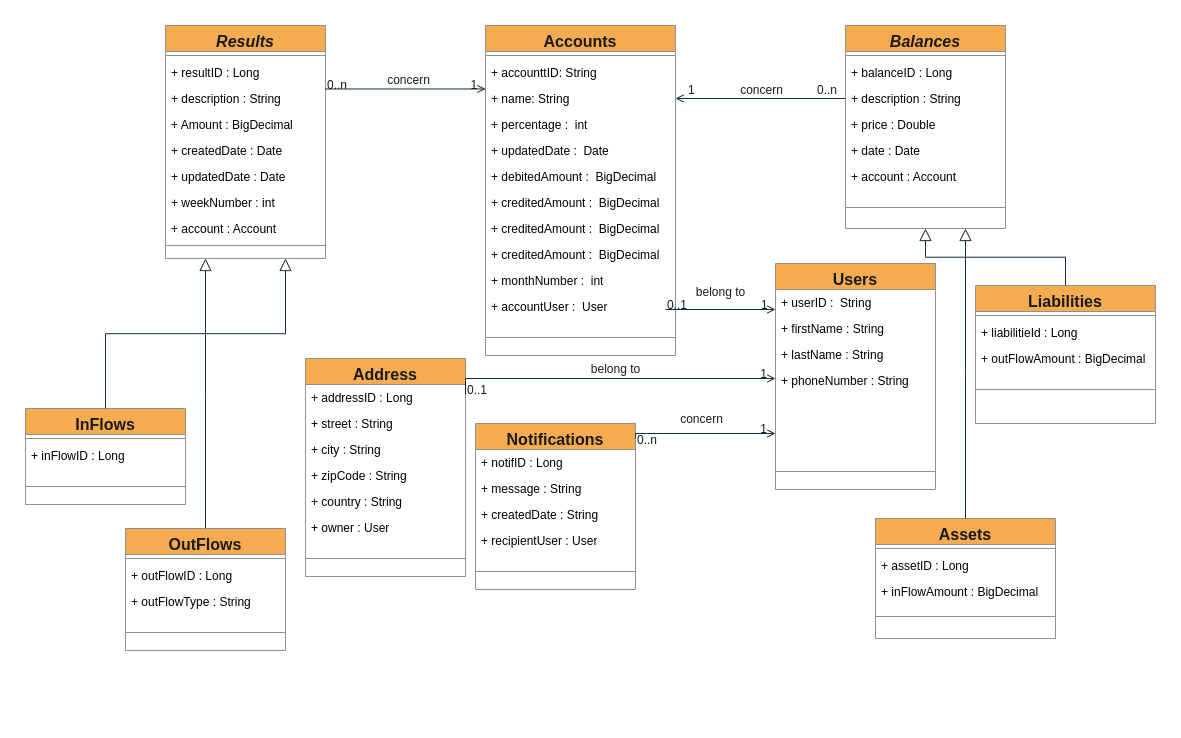 Results
+ resultID : Long
+ description : String
+ Amount : BigDecimal
+ createdDate : Date
+ updatedDate : Date
+ weekNumber : int
+ account : Account
0..n
concern
1
Accounts
+ accounttID: String
+ name: String
+ percentage :  int
+ updatedDate :  Date
+ debitedAmount :  BigDecimal
+ creditedAmount :  BigDecimal
+ creditedAmount :  BigDecimal
+ creditedAmount :  BigDecimal
+ monthNumber :  int
+ accountUser :  User
1
concern
0..n
Balances
+ balanceID : Long
+ description : String
+ price : Double
+ date : Date
+ account : Account
0..1
belong to
1
Users
+ userID :  String
+ firstName : String
+ lastName : String
+ phoneNumber : String
Liabilities
+ liabilitieId : Long
+ outFlowAmount : BigDecimal
Address
+ addressID : Long
+ street : String
+ city : String
+ zipCode : String
+ country : String
+ owner : User
0..1
belong to
1
Notifications
+ notifID : Long
+ message : String
+ createdDate : String
+ recipientUser : User
0..n
concern
1
InFlows
+ inFlowID : Long
OutFlows
+ outFlowID : Long
+ outFlowType : String
Assets
+ assetID : Long
+ inFlowAmount : BigDecimal